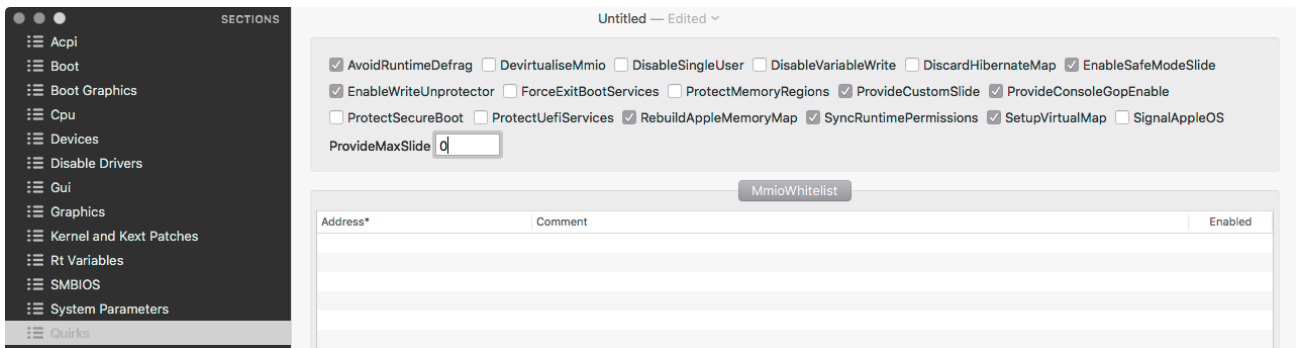 SECTIONS
Untitled — Edited
Acpi
Boot
Boot Graphics
Cpu
Devices
Disable Drivers
Gui
Graphics
Kernel and Kext Patches
Rt Variables
SMBIOS
System Parameters
Quirks
AvoidRuntimeDefrag DevirtualiseMmio DisableSingleUser DisableVariableWrite DiscardHibernateMap EnableSafeModeSlide
EnableWriteUnprotector ForceExitBootServices ProtectMemoryRegions ProvideCustomSlide ProvideConsoleGopEnable
ProtectSecureBoot ProtectUefiServices RebuildAppleMemoryMap SyncRuntimePermissions SetupVirtualMap SignalAppleOS
ProvideMaxSlide 0
MmioWhitelist
Address* Comment Enabled